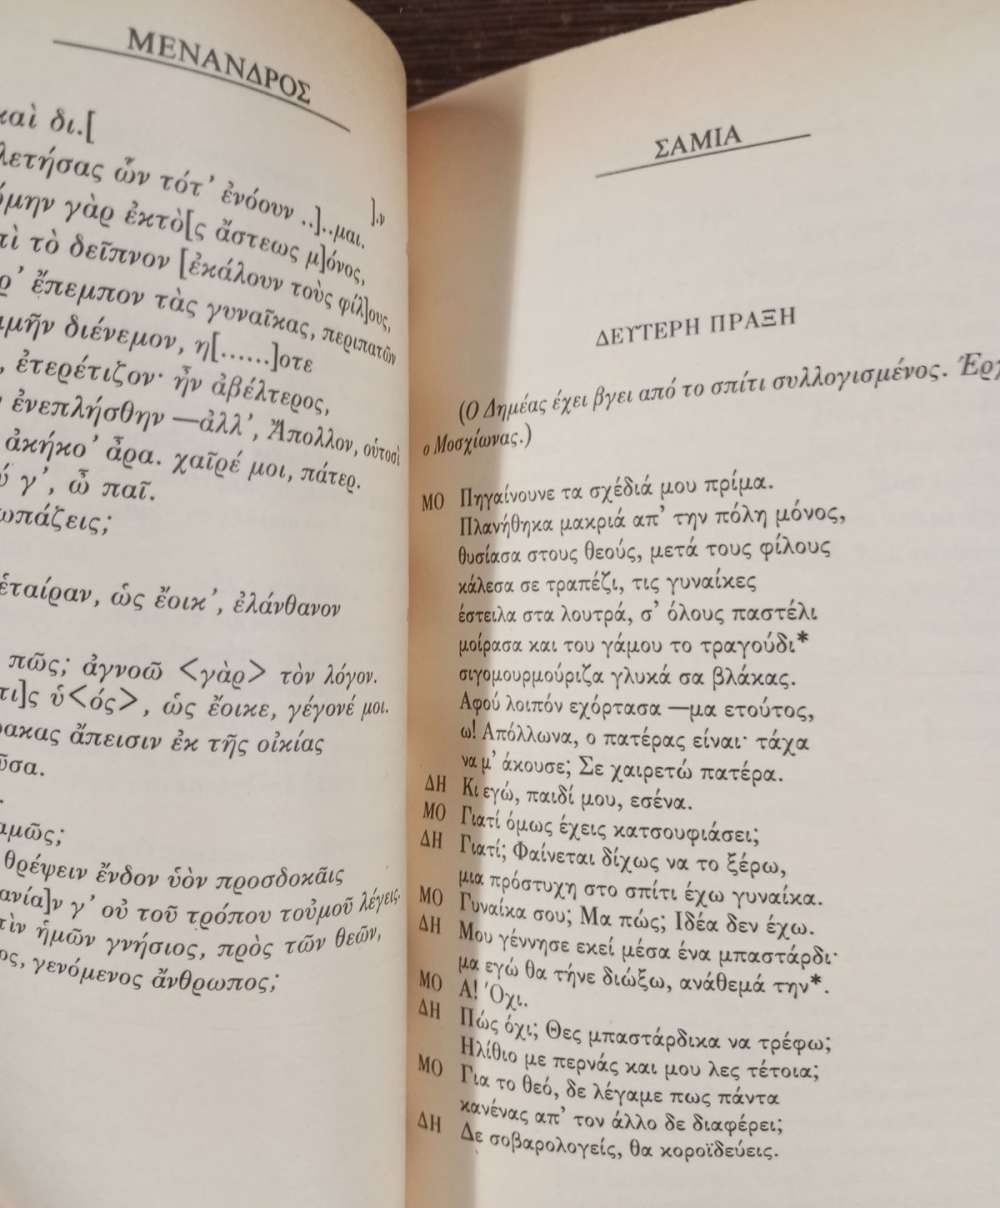 ΜΕΝΑΝΔΡΟΣ
καὶ δι.[
].ν
λετήσας ὧν τότ' ἐνόουν ..]..μαι.
όμην γὰρ ἐκτὸ[ς ἄστεως μ]όνος,
τὶ τὸ δεῖπνον [ἐκάλουν τοὺς φίλ]ους,
ρ' ἔπεμπον τὰς γυναῖκας, περιπατῶν
αμῆν διένεμον, η[......]οτε
, ἐτερέτιζον· ἦν ἀβέλτερος,
ἐνεπλήσθην —ἀλλ', Ἄπολλον, οὑτοσὶ
ἀκήκο' ἆρα. χαῖρέ μοι, πάτερ.
ύ γ', ὦ παῖ.
ωπάζεις;
ἑταίραν, ὡς ἔοικ', ἐλάνθανον
πῶς; ἀγνοῶ <γὰρ> τὸν λόγον.
τι]ς ὑ<ός>, ὡς ἔοικε, γέγονέ μοι.
ρακας ἄπεισιν ἐκ τῆς οἰκίας
ῦσα.
αμῶς;
θρέψειν ἔνδον ὑὸν προσδοκᾶις
ανία]ν γ' οὐ τοῦ τρόπου τοὐμοῦ λέγεις.
τὶν ἡμῶν γνήσιος, πρὸς τῶν θεῶν,
ος, γενόμενος ἄνθρωπος;
ΣΑΜΙΑ
ΔΕΥΤΕΡΗ ΠΡΑΞΗ
(Ο Δημέας έχει βγει από το σπίτι συλλογισμένος. Έρχ
ο Μοσχίωνας.)
ΜΟ Πηγαίνουνε τα σχέδιά μου πρίμα.
Πλανήθηκα μακριά απ' την πόλη μόνος,
θυσίασα στους θεούς, μετά τους φίλους
κάλεσα σε τραπέζι, τις γυναίκες
έστειλα στα λουτρά, σ' όλους παστέλι
μοίρασα και του γάμου το τραγούδι*
σιγομουρμούριζα γλυκά σα βλάκας.
Αφού λοιπόν εχόρτασα —μα ετούτος,
ω! Απόλλωνα, ο πατέρας είναι· τάχα
να μ' άκουσε; Σε χαιρετώ πατέρα.
ΔΗ Κι εγώ, παιδί μου, εσένα.
ΜΟ Γιατί όμως έχεις κατσουφιάσει;
ΔΗ Γιατί; Φαίνεται δίχως να το ξέρω,
μια πρόστυχη στο σπίτι έχω γυναίκα.
ΜΟ Γυναίκα σου; Μα πώς; Ιδέα δεν έχω.
ΔΗ Μου γέννησε εκεί μέσα ένα μπαστάρδι·
μα εγώ θα τήνε διώξω, ανάθεμά την*.
ΜΟ Α! Όχι.
ΔΗ Πώς όχι; Θες μπαστάρδικα να τρέφω;
Ηλίθιο με περνάς και μου λες τέτοια;
ΜΟ Για το θεό, δε λέγαμε πως πάντα
κανένας απ' τον άλλο δε διαφέρει;
ΔΗ Δε σοβαρολογείς, θα κοροϊδεύεις.